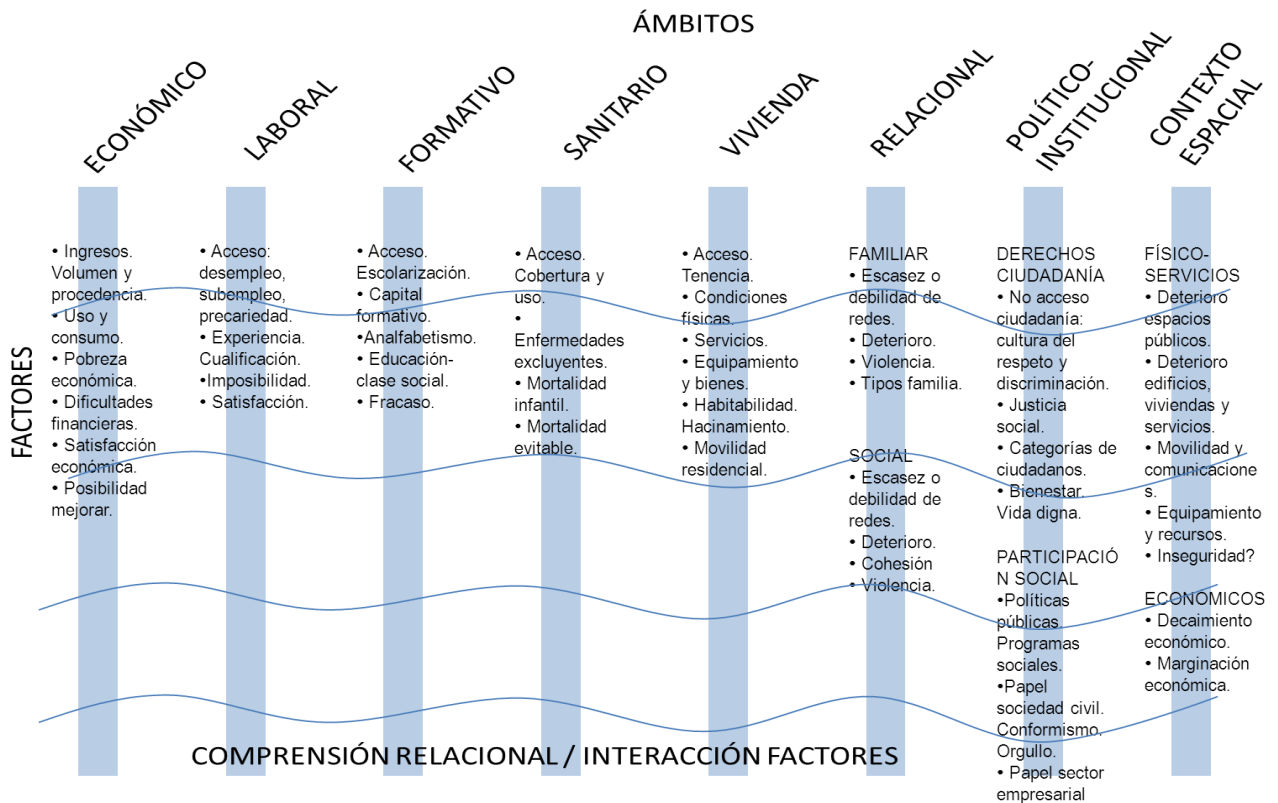 ÁMBITOS
ECONÓMICO
LABORAL
FORMATIVO
SANITARIO
VIVIENDA
RELACIONAL
POLÍTICO-
INSTITUCIONAL
CONTEXTO
ESPACIAL
FACTORES
• Ingresos.
Volumen y
procedencia.
• Uso y
consumo.
• Pobreza
económica.
• Dificultades
financieras.
• Satisfacción
económica.
• Posibilidad
mejorar.
• Acceso:
desempleo,
subempleo,
precariedad.
• Experiencia.
Cualificación.
•Imposibilidad.
• Satisfacción.
• Acceso.
Escolarización.
• Capital
formativo.
•Analfabetismo.
• Educación-
clase social.
• Fracaso.
• Acceso.
Cobertura y
uso.
•
Enfermedades
excluyentes.
• Mortalidad
infantil.
• Mortalidad
evitable.
• Acceso.
Tenencia.
• Condiciones
físicas.
• Servicios.
• Equipamiento
y bienes.
• Habitabilidad.
Hacinamiento.
• Movilidad
residencial.
FAMILIAR
• Escasez o
debilidad de
redes.
• Deterioro.
• Violencia.
• Tipos familia.
SOCIAL
• Escasez o
debilidad de
redes.
• Deterioro.
• Cohesión
• Violencia.
DERECHOS
CIUDADANÍA
• No acceso
ciudadanía:
cultura del
respeto y
discriminación.
• Justicia
social.
• Categorías de
ciudadanos.
• Bienestar.
Vida digna.
PARTICIPACIÓ
N SOCIAL
•Políticas
públicas.
Programas
sociales.
•Papel
sociedad civil.
Conformismo.
Orgullo.
• Papel sector
empresarial
FÍSICO-
SERVICIOS
• Deterioro
espacios
públicos.
• Deterioro
edificios,
viviendas y
servicios.
• Movilidad y
comunicacione
s.
• Equipamiento
y recursos.
• Inseguridad?
ECONÓMICOS
• Decaimiento
económico.
• Marginación
económica.
COMPRENSIÓN RELACIONAL / INTERACCIÓN FACTORES